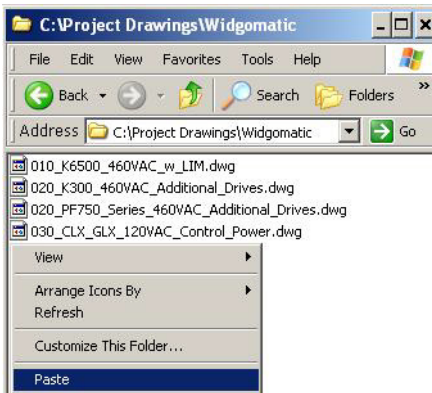 C:\Project Drawings\Widgomatic
File Edit View Favorites Tools Help
Back Search Folders »
Address C:\Project Drawings\Widgomatic Go
010_K6500_460VAC_w_LIM.dwg
020_K300_460VAC_Additional_Drives.dwg
020_PF750_Series_460VAC_Additional_Drives.dwg
030_CLX_GLX_120VAC_Control_Power.dwg
View
Arrange Icons By
Refresh
Customize This Folder...
Paste